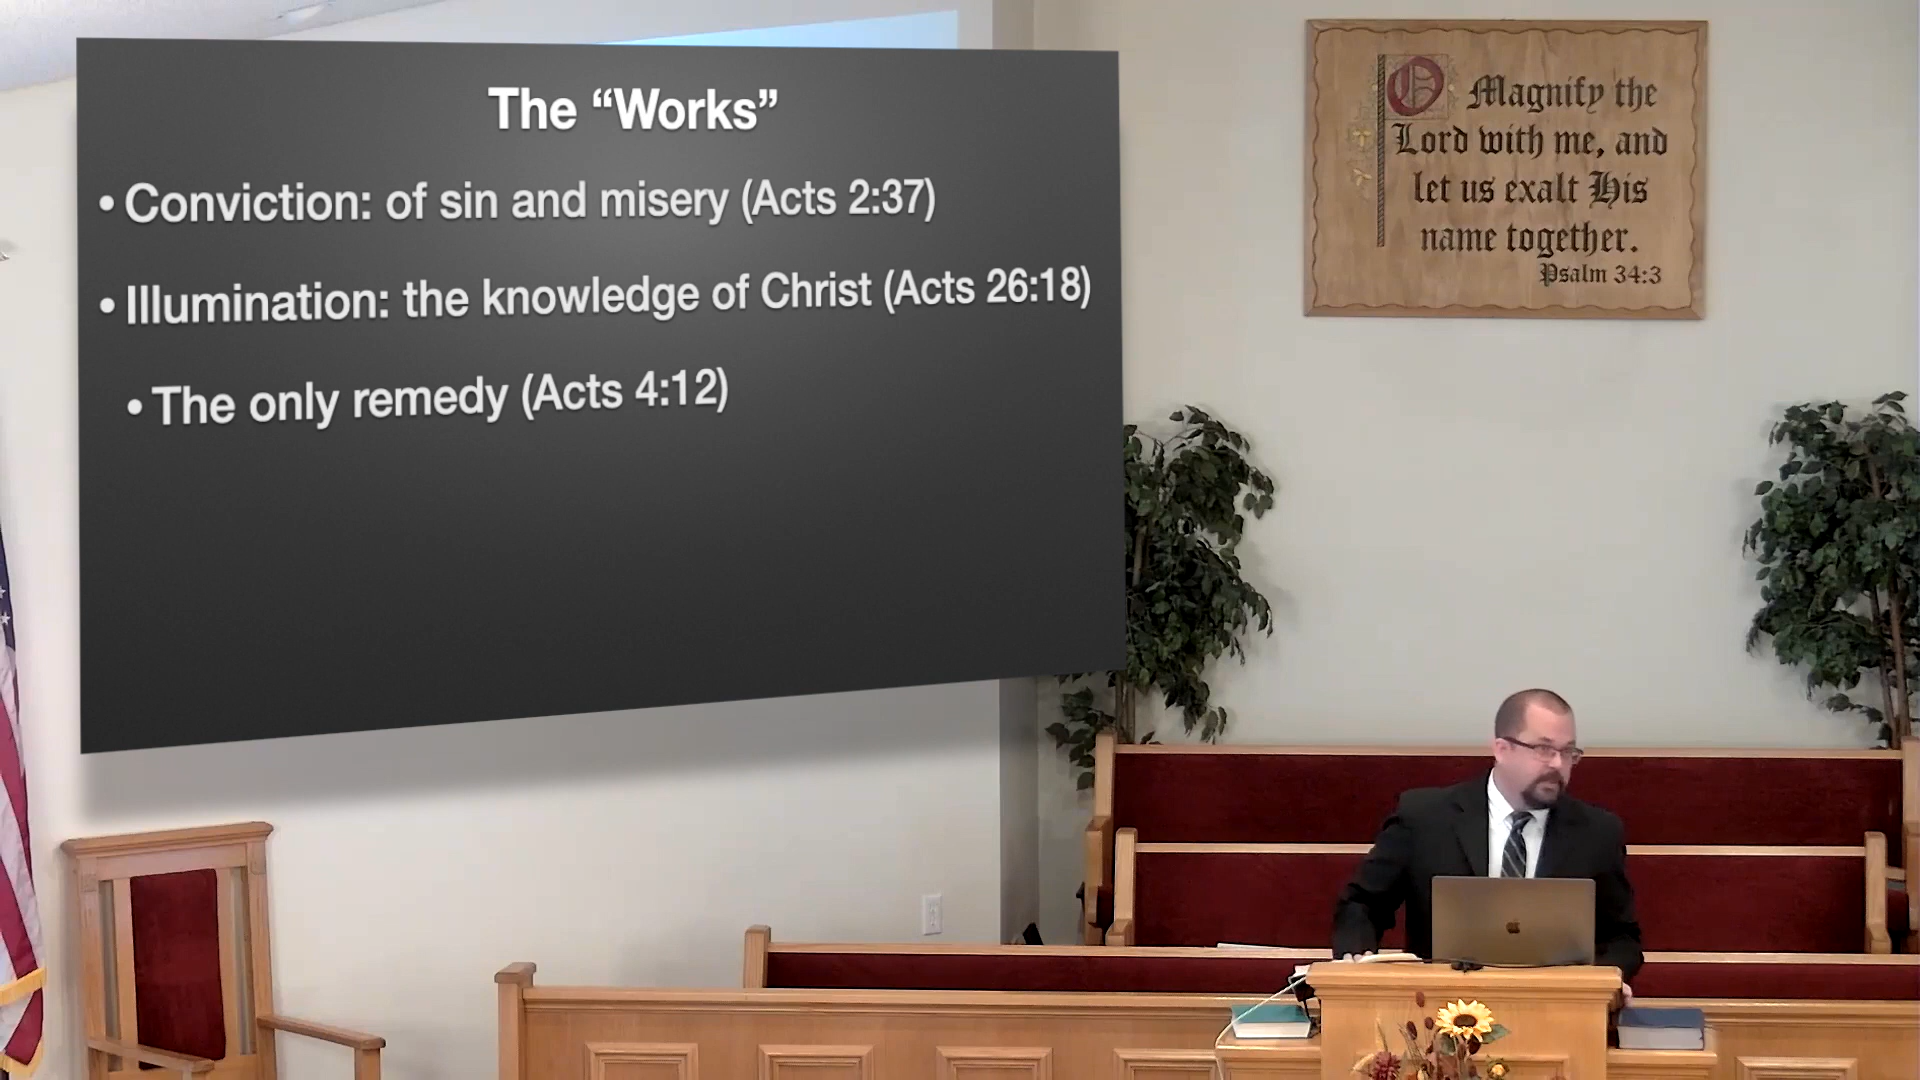 The “Works”
• Conviction: of sin and misery (Acts 2:37)
• Illumination: the knowledge of Christ (Acts 26:18)
• The only remedy (Acts 4:12)
O Magnify the
Lord with me, and
let us exalt His
name together.
Psalm 34:3